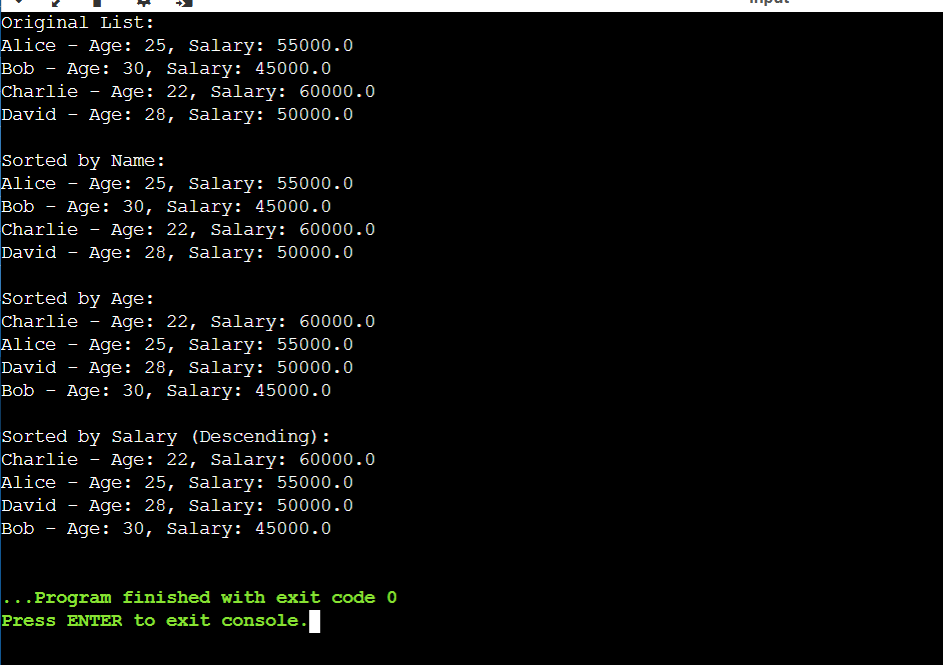 input
Original List:
Alice - Age: 25, Salary: 55000.0
Bob - Age: 30, Salary: 45000.0
Charlie - Age: 22, Salary: 60000.0
David - Age: 28, Salary: 50000.0

Sorted by Name:
Alice - Age: 25, Salary: 55000.0
Bob - Age: 30, Salary: 45000.0
Charlie - Age: 22, Salary: 60000.0
David - Age: 28, Salary: 50000.0

Sorted by Age:
Charlie - Age: 22, Salary: 60000.0
Alice - Age: 25, Salary: 55000.0
David - Age: 28, Salary: 50000.0
Bob - Age: 30, Salary: 45000.0

Sorted by Salary (Descending):
Charlie - Age: 22, Salary: 60000.0
Alice - Age: 25, Salary: 55000.0
David - Age: 28, Salary: 50000.0
Bob - Age: 30, Salary: 45000.0

...Program finished with exit code 0
Press ENTER to exit console.